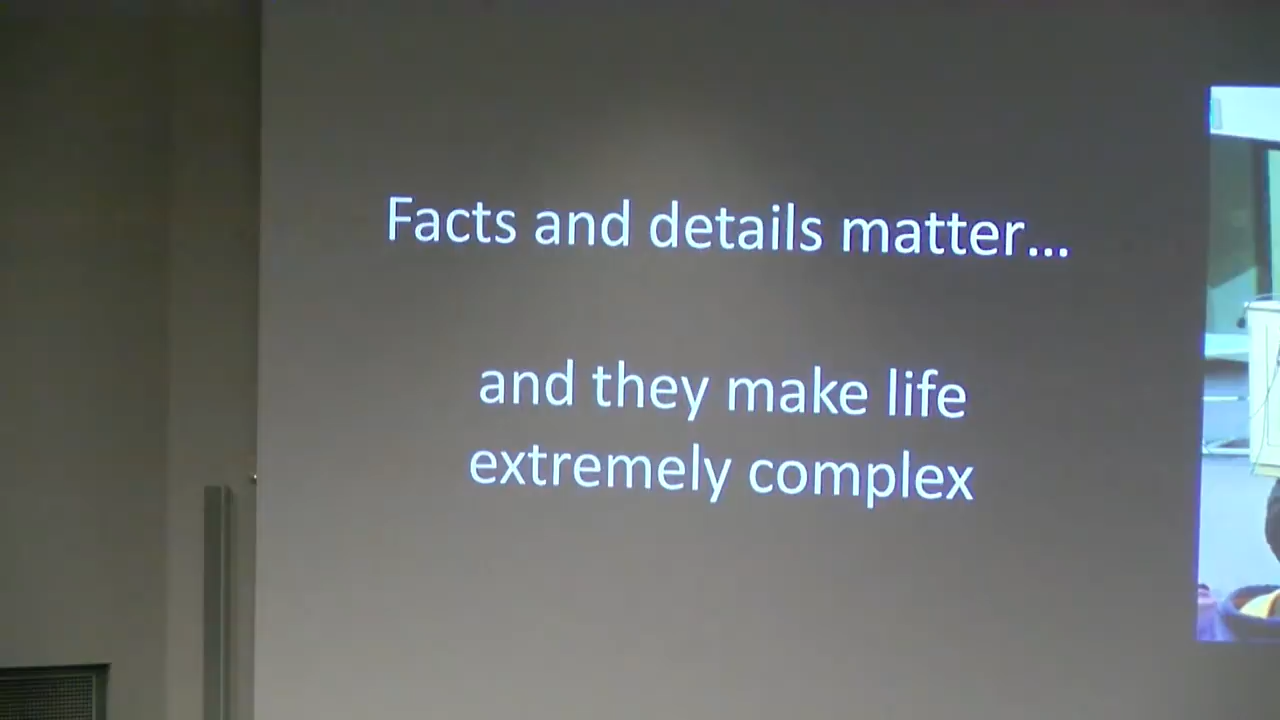 Facts and details matter...
and they make life
extremely complex